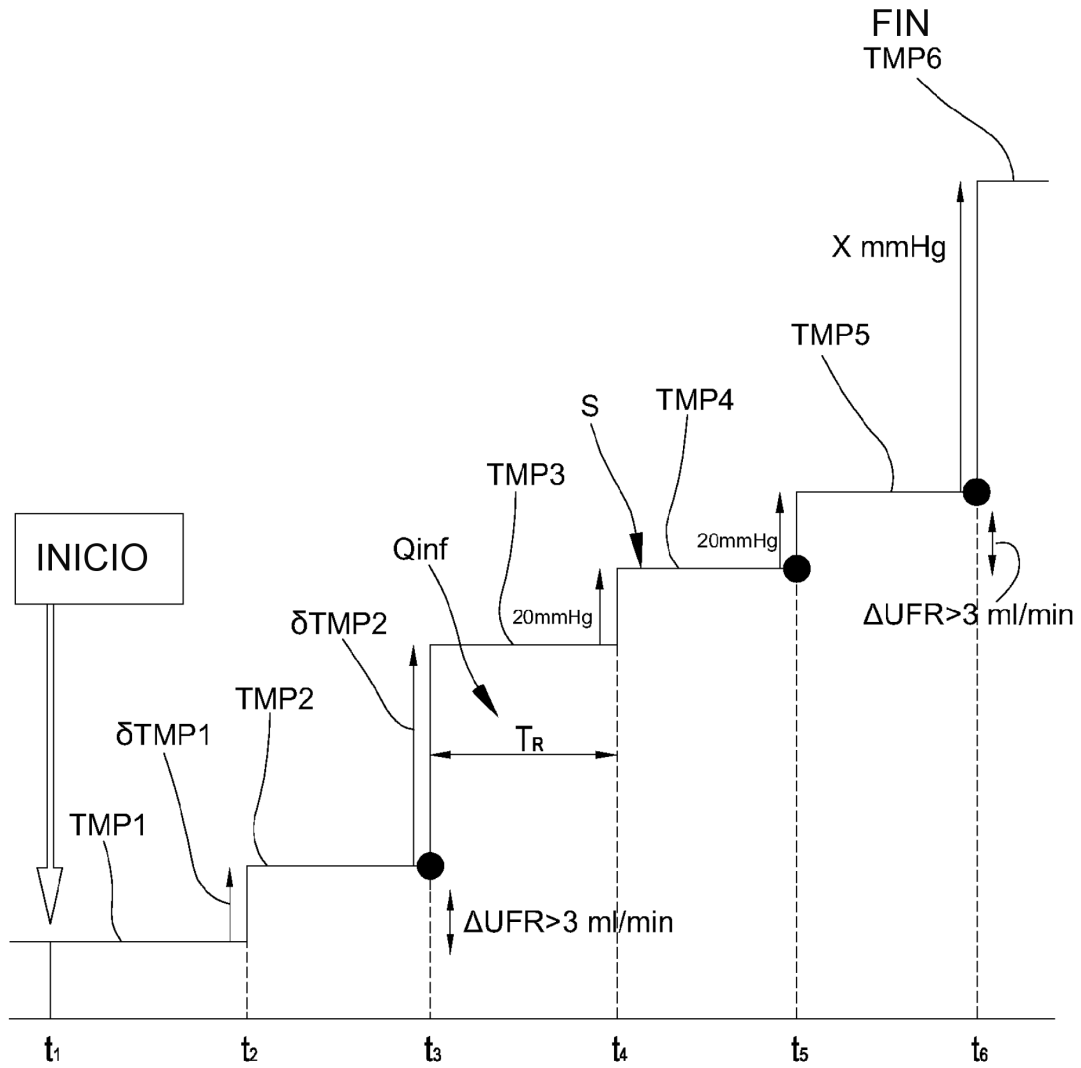 FIN
TMP6
X mmHg
TMP5
S
TMP4
TMP3
20mmHg
Qinf
INICIO
ΔUFR>3 ml/min
20mmHg
δTMP2
TMP2
δTMP1
TR
TMP1
ΔUFR>3 ml/min
t1
t2
t3
t4
t5
t6